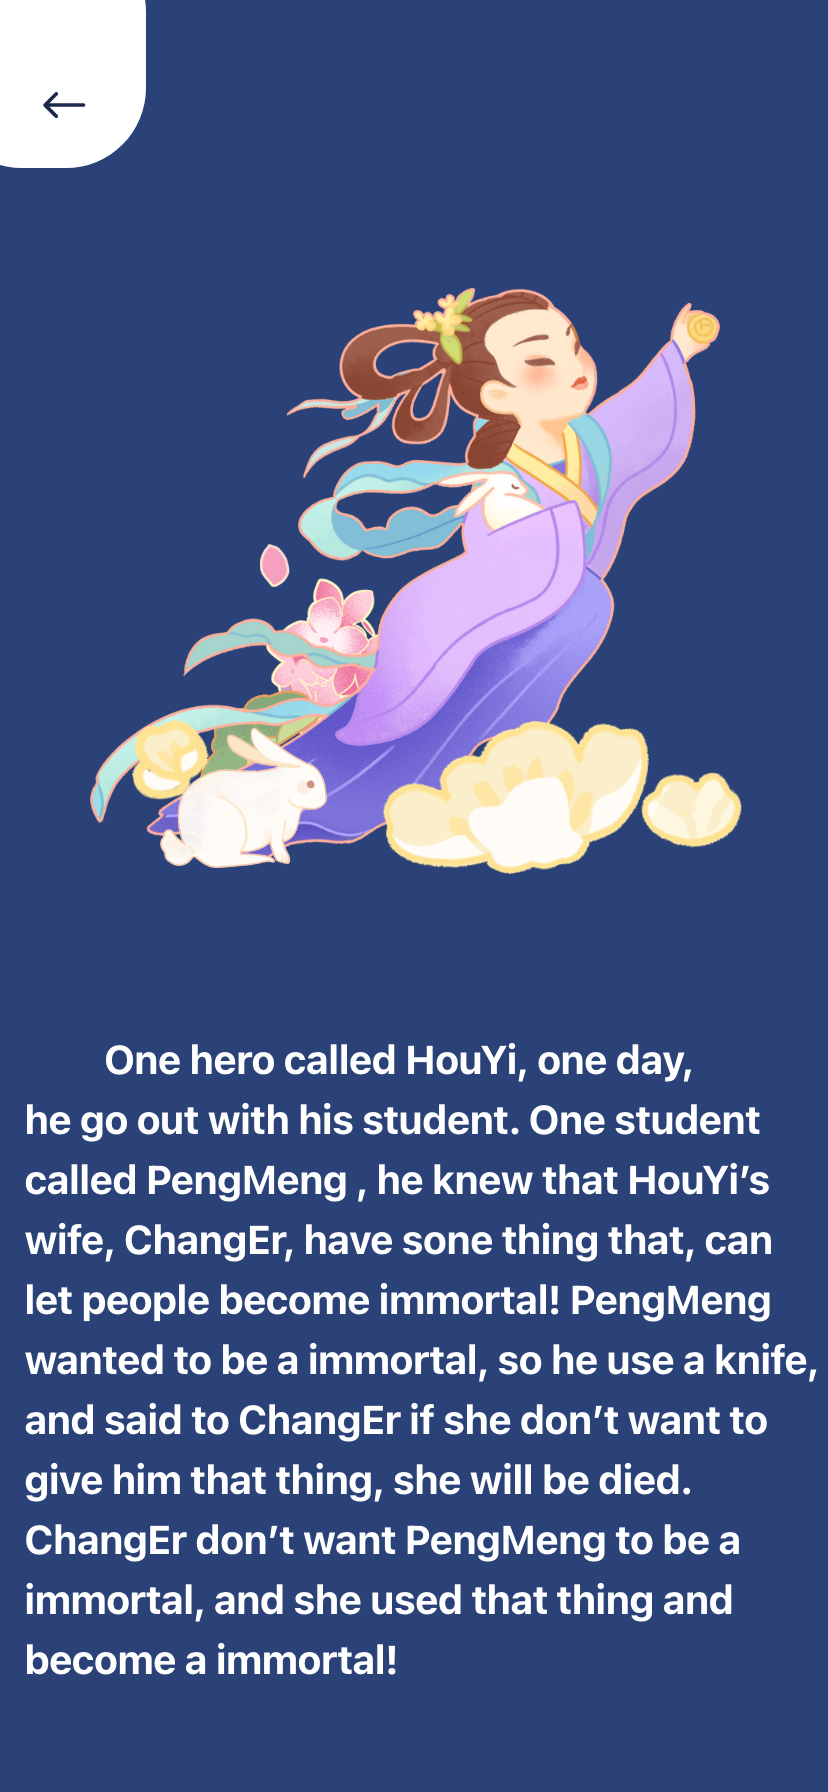 One hero called HouYi, one day,
he go out with his student. One student
called PengMeng , he knew that HouYi’s
wife, ChangEr, have sone thing that, can
let people become immortal! PengMeng
wanted to be a immortal, so he use a knife,
and said to ChangEr if she don’t want to
give him that thing, she will be died.
ChangEr don’t want PengMeng to be a
immortal, and she used that thing and
become a immortal!